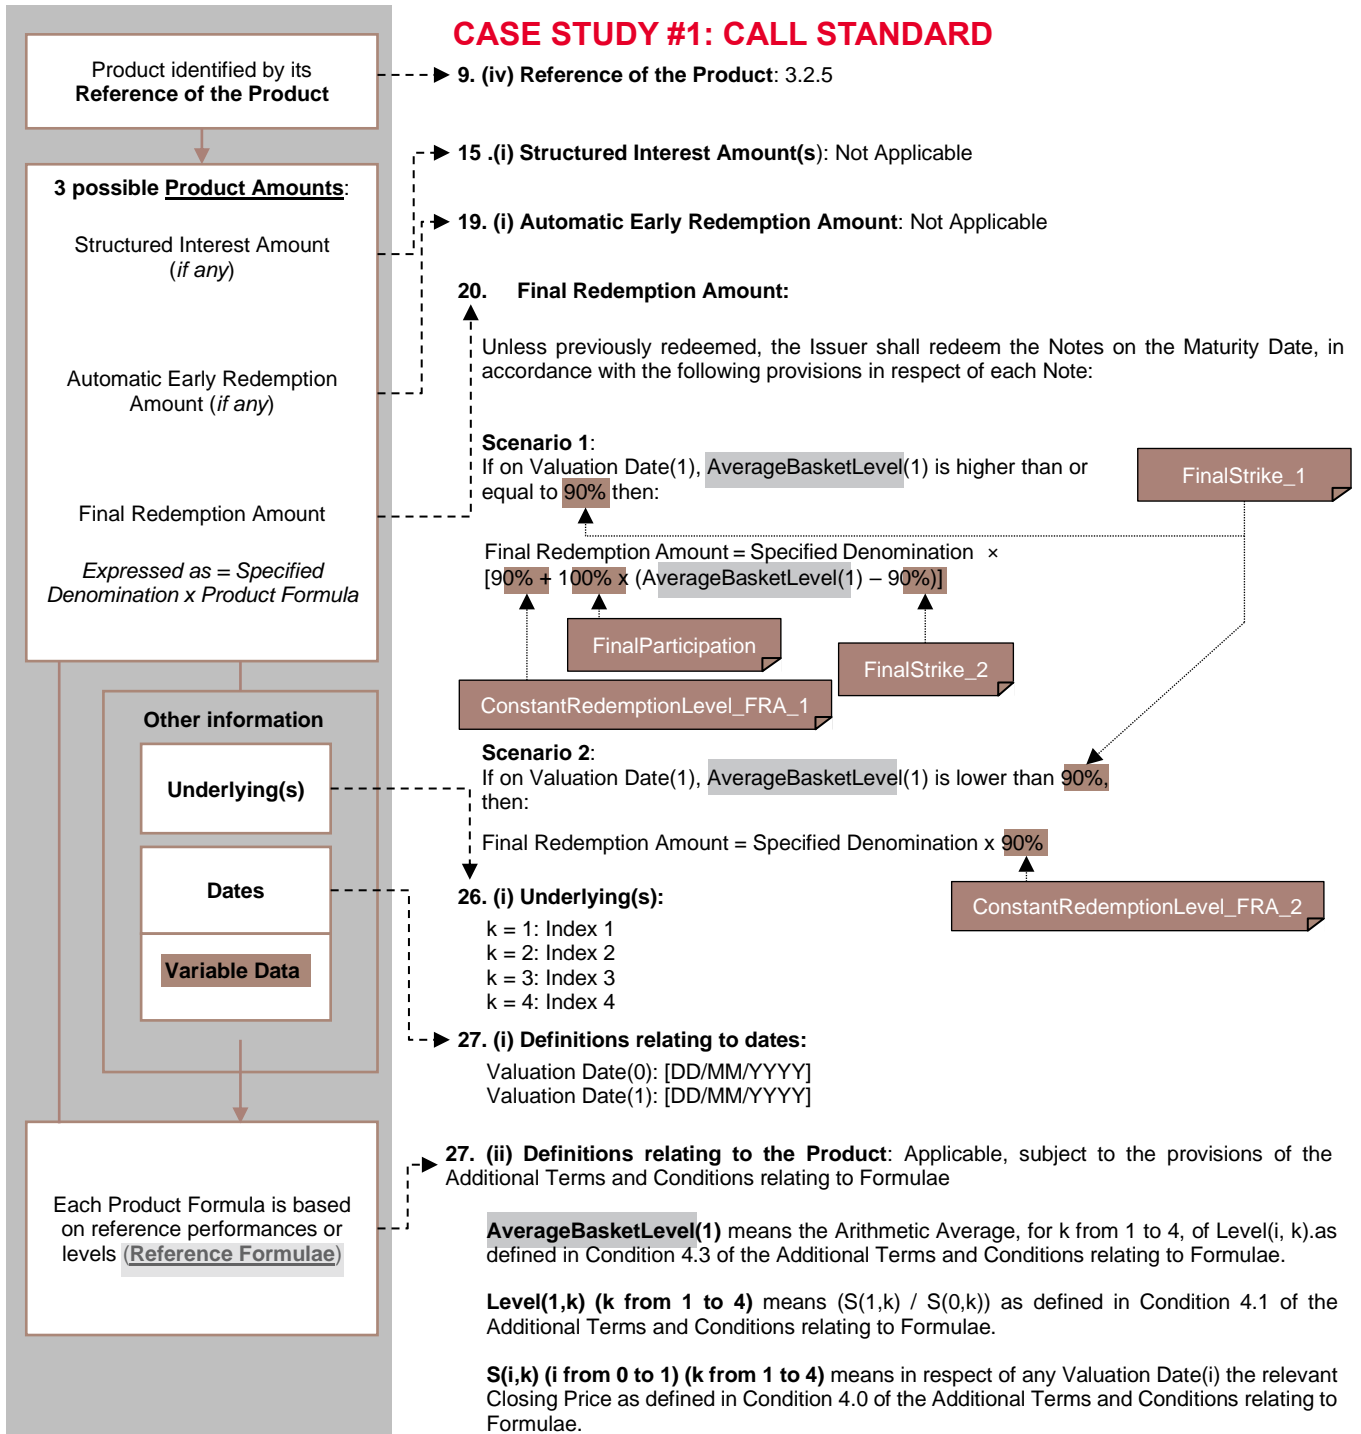 CASE STUDY #1: CALL STANDARD
Product identified by its
Reference of the Product
9. (iv) Reference of the Product: 3.2.5
15 .(i) Structured Interest Amount(s): Not Applicable
3 possible Product Amounts:
19. (i) Automatic Early Redemption Amount: Not Applicable
Structured Interest Amount
(if any)
20. Final Redemption Amount:
Unless previously redeemed, the Issuer shall redeem the Notes on the Maturity Date, in
accordance with the following provisions in respect of each Note:
Automatic Early Redemption
Amount (if any)
Scenario 1:
If on Valuation Date(1), AverageBasketLevel(1) is higher than or
equal to 90% then:
FinalStrike_1
Final Redemption Amount
Expressed as = Specified
Denomination x Product Formula
Final Redemption Amount = Specified Denomination ×
[90% + 100% x (AverageBasketLevel(1) – 90%)]
FinalParticipation
FinalStrike_2
ConstantRedemptionLevel_FRA_1
Other information
Underlying(s)
Scenario 2:
If on Valuation Date(1), AverageBasketLevel(1) is lower than 90%,
then:
Final Redemption Amount = Specified Denomination x 90%
ConstantRedemptionLevel_FRA_2
Dates
Variable Data
26. (i) Underlying(s):
k = 1: Index 1
k = 2: Index 2
k = 3: Index 3
k = 4: Index 4
27. (i) Definitions relating to dates:
Valuation Date(0): [DD/MM/YYYY]
Valuation Date(1): [DD/MM/YYYY]
Each Product Formula is based
on reference performances or
levels (Reference Formulae)
27. (ii) Definitions relating to the Product: Applicable, subject to the provisions of the
Additional Terms and Conditions relating to Formulae
AverageBasketLevel(1) means the Arithmetic Average, for k from 1 to 4, of Level(i, k).as
defined in Condition 4.3 of the Additional Terms and Conditions relating to Formulae.
Level(1,k) (k from 1 to 4) means (S(1,k) / S(0,k)) as defined in Condition 4.1 of the
Additional Terms and Conditions relating to Formulae.
S(i,k) (i from 0 to 1) (k from 1 to 4) means in respect of any Valuation Date(i) the relevant
Closing Price as defined in Condition 4.0 of the Additional Terms and Conditions relating to
Formulae.